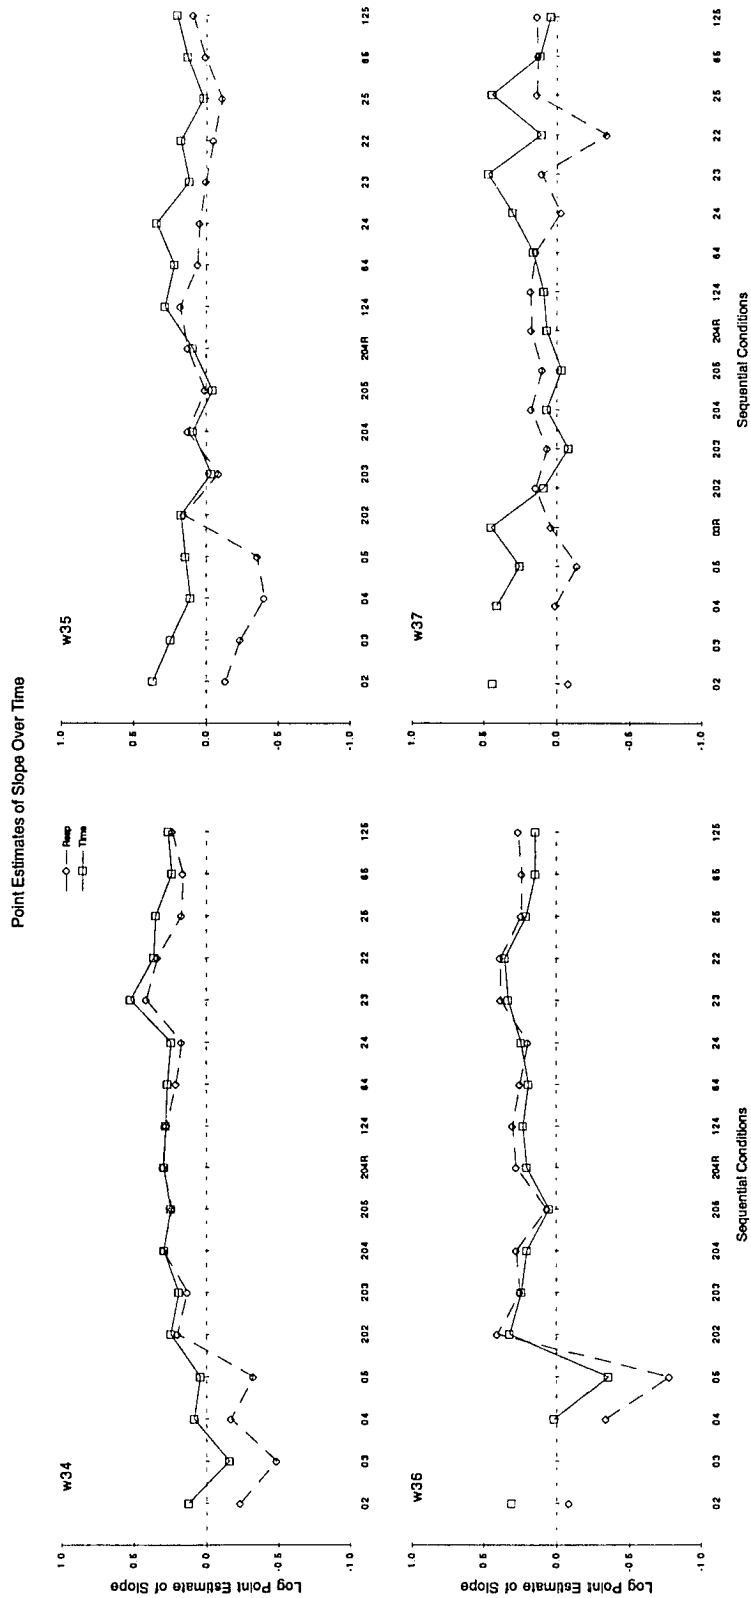 Point Estimates of Slope Over Time
w34
Resp
Time
1.0
0.5
0.0
-0.5
-1.0
Log Point Estimate of Slope
02 03 04 05 202 203 204 205 204R 124 64 24 23 22 25 65 125
w35
1.0
0.5
0.0
-0.5
-1.0
02 03 04 05 202 203 204 205 204R 124 64 24 23 22 25 65 125
w36
1.0
0.5
0.0
-0.5
-1.0
Log Point Estimate of Slope
02 03 04 05 202 203 204 205 204R 124 64 24 23 22 25 65 125
Sequential Conditions
w37
1.0
0.5
0.0
-0.5
-1.0
02 03 04 05 03R 202 203 204 205 204R 124 64 24 23 22 25 65 125
Sequential Conditions